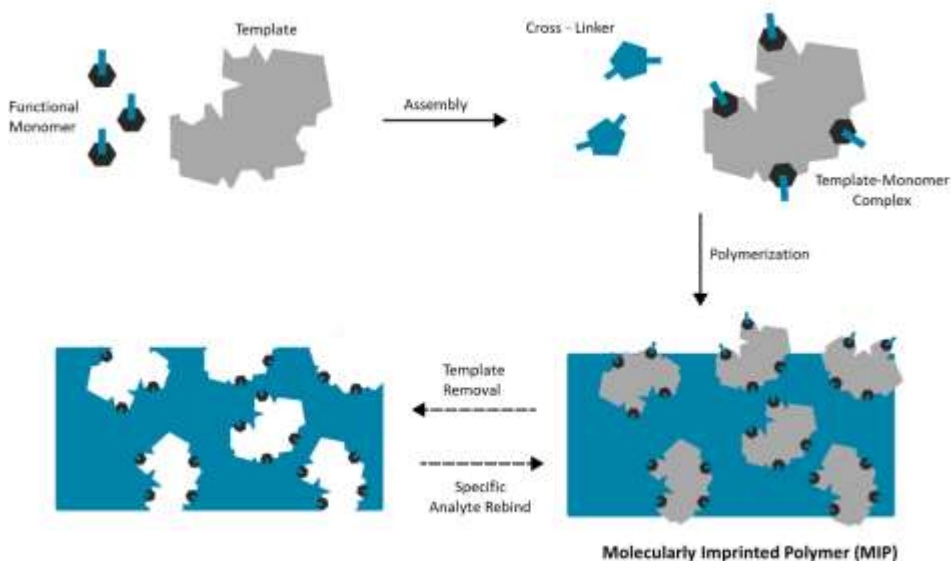 Template
Cross - Linker
Functional
Monomer
Assembly
Template-Monomer
Complex
Polymerization
Template
Removal
Specific
Analyte Rebind
Molecularly Imprinted Polymer (MIP)